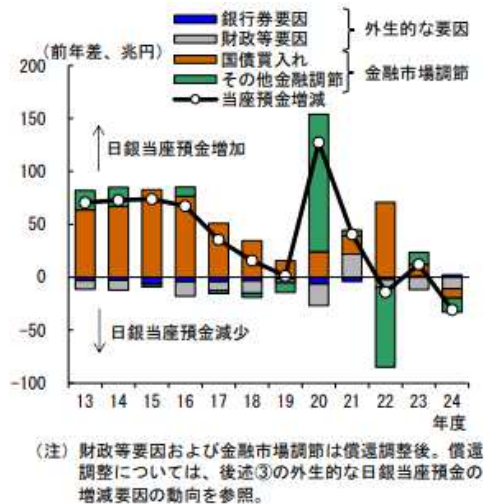 銀行券要因
財政等要因
外生的な要因
(前年差、兆円)
国債買入れ
その他金融調節
金融市場調節
当座預金増減
200
150
100
50
0
-50
-100
日銀当座預金増加
日銀当座預金減少
13 14 15 16 17 18 19 20 21 22 23 24
年度
(注) 財政等要因および金融市場調節は償還調整後。償還
調整については、後述③の外生的な日銀当座預金の
増減要因の動向を参照。